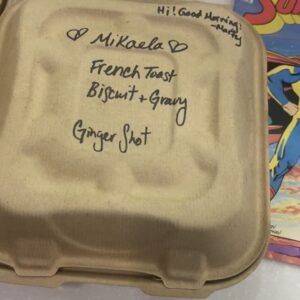 Hi! Good Morning!
-Marty
♡ Mikaela ♡
French Toast
Biscuit + Gravy
Ginger Shot